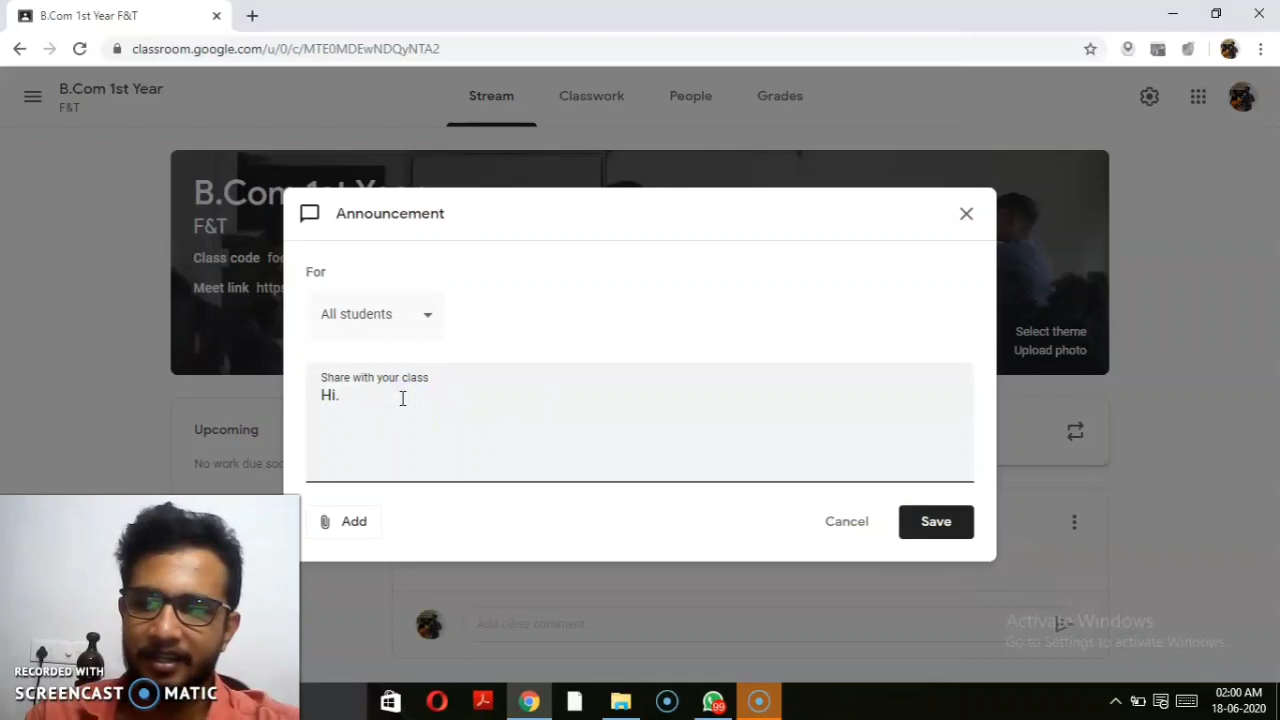 B.Com 1st Year F&T
classroom.google.com/u/0/c/MTE0MDEwNDQyNTA2
B.Com 1st Year
F&T
Stream
Classwork
People
Grades
B.Com 1st Year
F&T
Class code
Meet link
Select theme
Upload photo
Announcement
For
All students
Share with your class
Hi.
Add
Cancel
Save
Upcoming
No work due
Add class comment
Activate Windows
Go to Settings to activate Windows.
RECORDED WITH
SCREENCAST MATIC
99
02:00 AM
18-06-2020